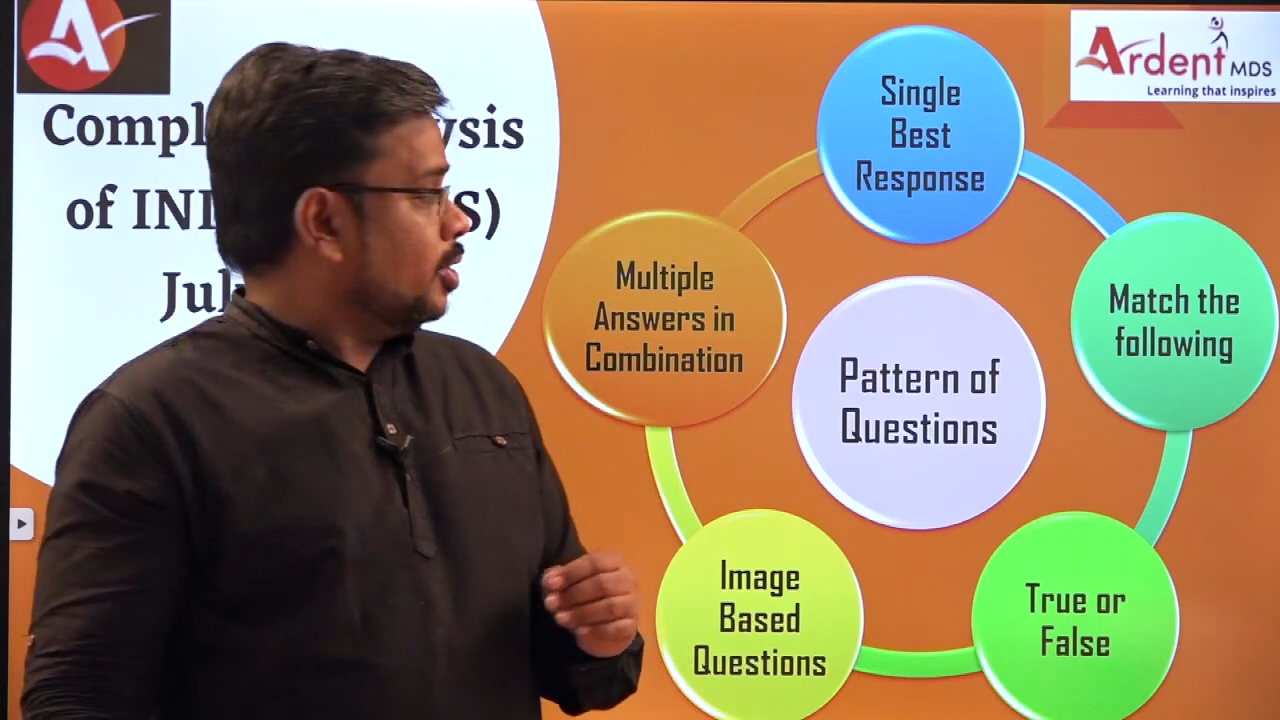 Compl ysis
of IN S)
Jul
Single
Best
Response
Match the
following
True or
False
Image
Based
Questions
Multiple
Answers in
Combination
Pattern of
Questions
Ardent MDS
Learning that inspires